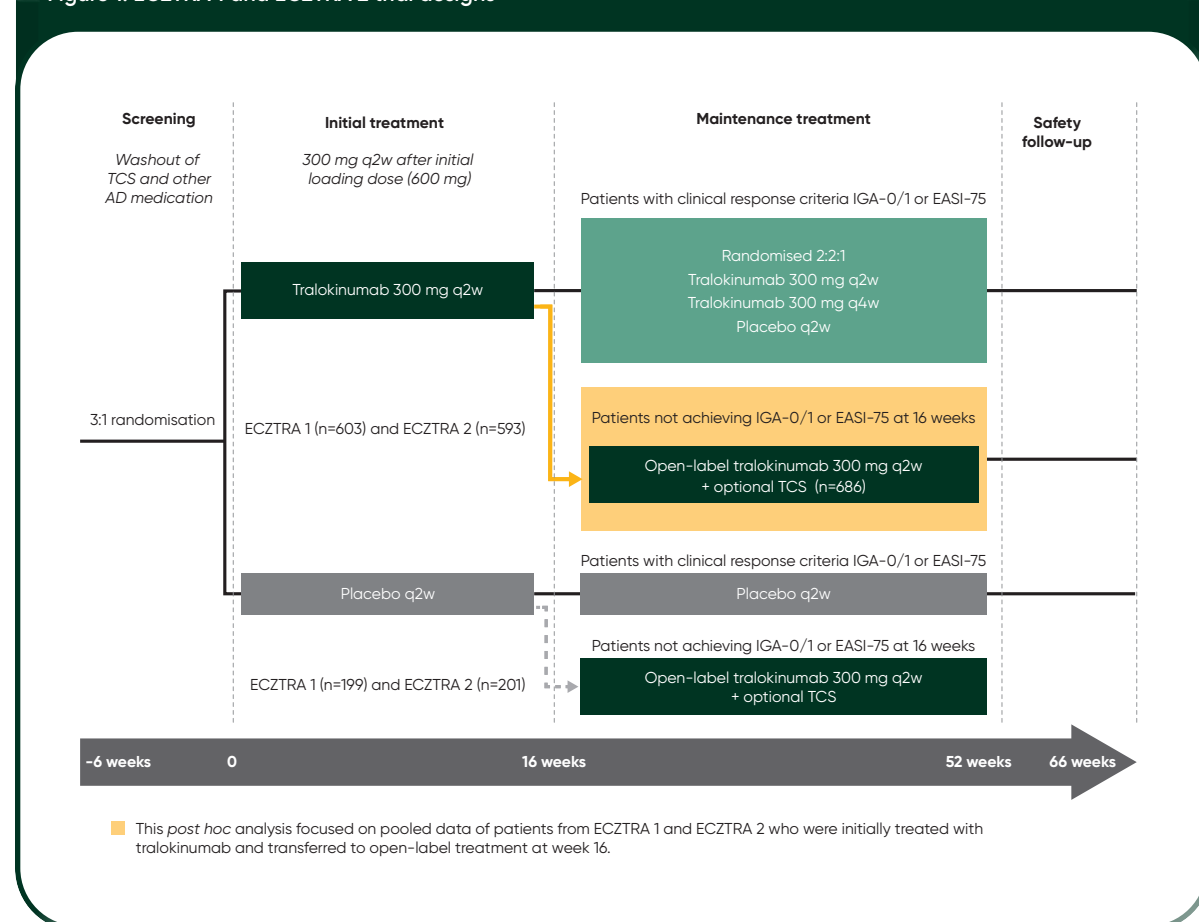 Screening
Washout of
TCS and other
AD medication
Initial treatment
300 mg q2w after initial
loading dose (600 mg)
Maintenance treatment
Safety
follow-up
Patients with clinical response criteria IGA-0/1 or EASI-75
Randomised 2:2:1
Tralokinumab 300 mg q2w
Tralokinumab 300 mg q4w
Placebo q2w
Tralokinumab 300 mg q2w
3:1 randomisation
ECZTRA 1 (n=603) and ECZTRA 2 (n=593)
Patients not achieving IGA-0/1 or EASI-75 at 16 weeks
Open-label tralokinumab 300 mg q2w
+ optional TCS (n=686)
Patients with clinical response criteria IGA-0/1 or EASI-75
Placebo q2w
Placebo q2w
Patients not achieving IGA-0/1 or EASI-75 at 16 weeks
ECZTRA 1 (n=199) and ECZTRA 2 (n=201)
Open-label tralokinumab 300 mg q2w
+ optional TCS
-6 weeks
0
16 weeks
52 weeks
66 weeks
This post hoc analysis focused on pooled data of patients from ECZTRA 1 and ECZTRA 2 who were initially treated with
tralokinumab and transferred to open-label treatment at week 16.